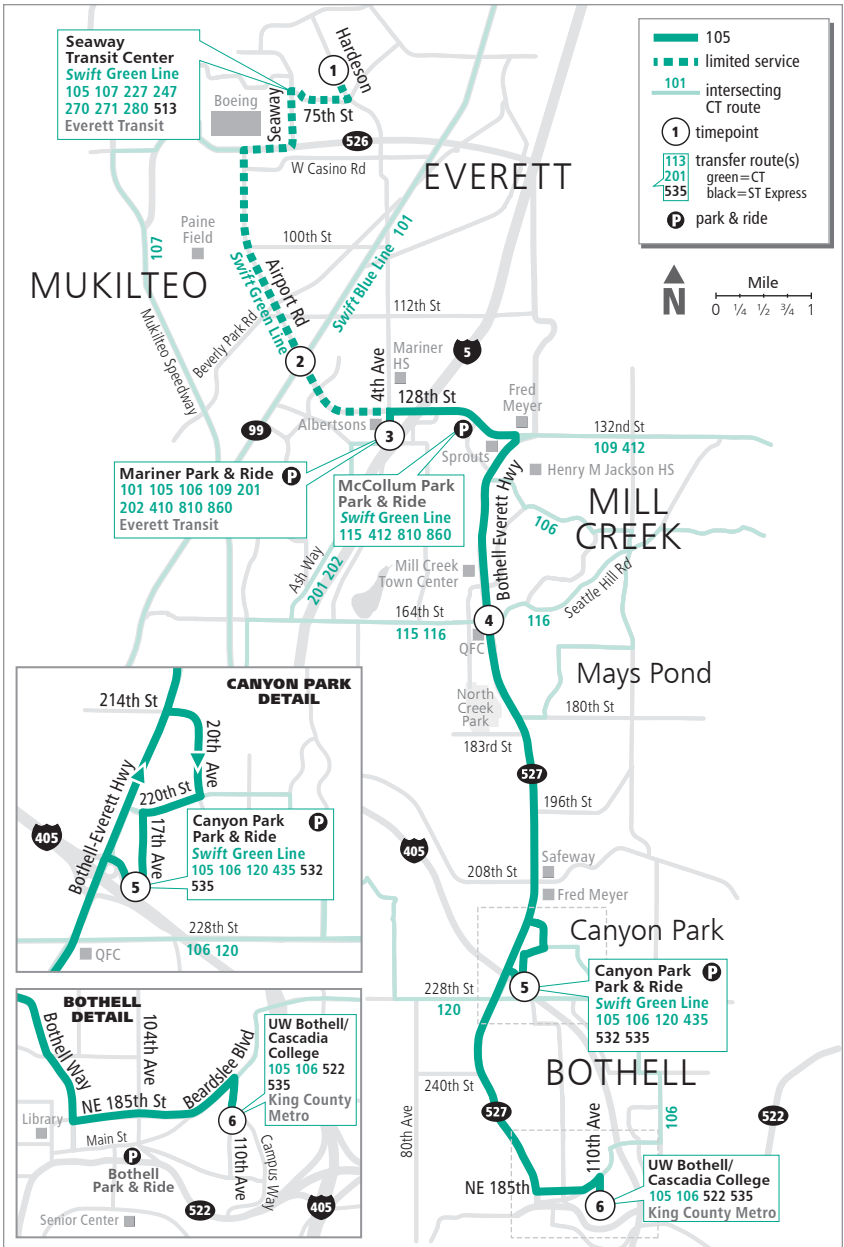 Seaway
Transit Center
Swift Green Line
105 107 227 247
270 271 280 513
Everett Transit
Hardeson
1
Boeing
Seaway
75th St
526
W Casino Rd
EVERETT
105
limited service
101
intersecting
CT route
1
timepoint
113
201
535
transfer route(s)
green=CT
black=ST Express
P
park & ride
N
Mile
0 ¼ ½ ¾ 1
Paine
Field
107
100th St
MUKILTEO
Airport Rd
Swift Green Line
Swift Blue Line 101
112th St
Beverly Park Rd
Mukilteo Speedway
2
4th Ave
Mariner
HS
5
128th St
Fred
Meyer
99
Albertsons
3
P
Sprouts
132nd St
109 412
Henry M Jackson HS
Mariner Park & Ride P
101 105 106 109 201
202 410 810 860
Everett Transit
McCollum Park
Park & Ride
Swift Green Line
115 412 810 860
Bothell Everett Hwy
MILL
CREEK
106
Ash Way
201 202
Mill Creek
Town Center
Seattle Hill Rd
164th St
115 116
4
116
QFC
Mays Pond
North
Creek
Park
180th St
183rd St
527
196th St
405
208th St
Safeway
Fred Meyer
Canyon Park
228th St
120
5
Canyon Park P
Park & Ride
Swift Green Line
105 106 120 435
532 535
BOTHELL
240th St
527
80th Ave
110th Ave
106
522
NE 185th
6
UW Bothell/
Cascadia College
105 106 522 535
King County Metro
CANYON PARK
DETAIL
214th St
20th Ave
Bothell-Everett Hwy
220th St
17th Ave
405
5
Canyon Park P
Park & Ride
Swift Green Line
105 106 120 435 532
535
228th St
106 120
QFC
BOTHELL
DETAIL
Bothell Way
104th Ave
Beardslee Blvd
UW Bothell/
Cascadia
College
105 106 522
535
King County
Metro
NE 185th St
Library
Main St
6
P
Bothell
Park & Ride
110th Ave
Campus Way
522
405
Senior Center